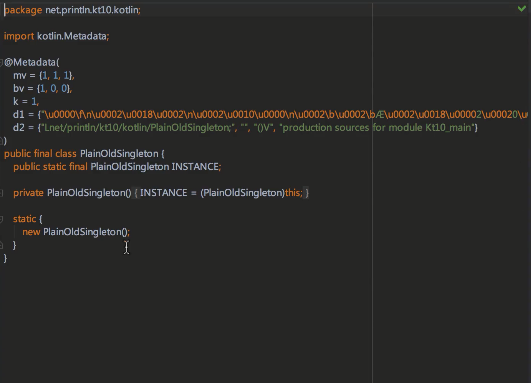 package net.println.kt10.kotlin;
import kotlin.Metadata;
@Metadata(
mv = {1, 1, 1},
bv = {1, 0, 0},
k = 1,
d1 = {"\u0000\f\n\u0002\u0018\u0002\n\u0002\u0010\u0000\n\u0002\b\u0002\bÆ\u0002\u0018\u00002\u00020\u
d2 = {"Lnet/println/kt10/kotlin/PlainOldSingleton;", "", "()V", "production sources for module Kt10_main"}
)
public final class PlainOldSingleton {
public static final PlainOldSingleton INSTANCE;
private PlainOldSingleton() { INSTANCE = (PlainOldSingleton)this; }
static {
new PlainOldSingleton();
}
}